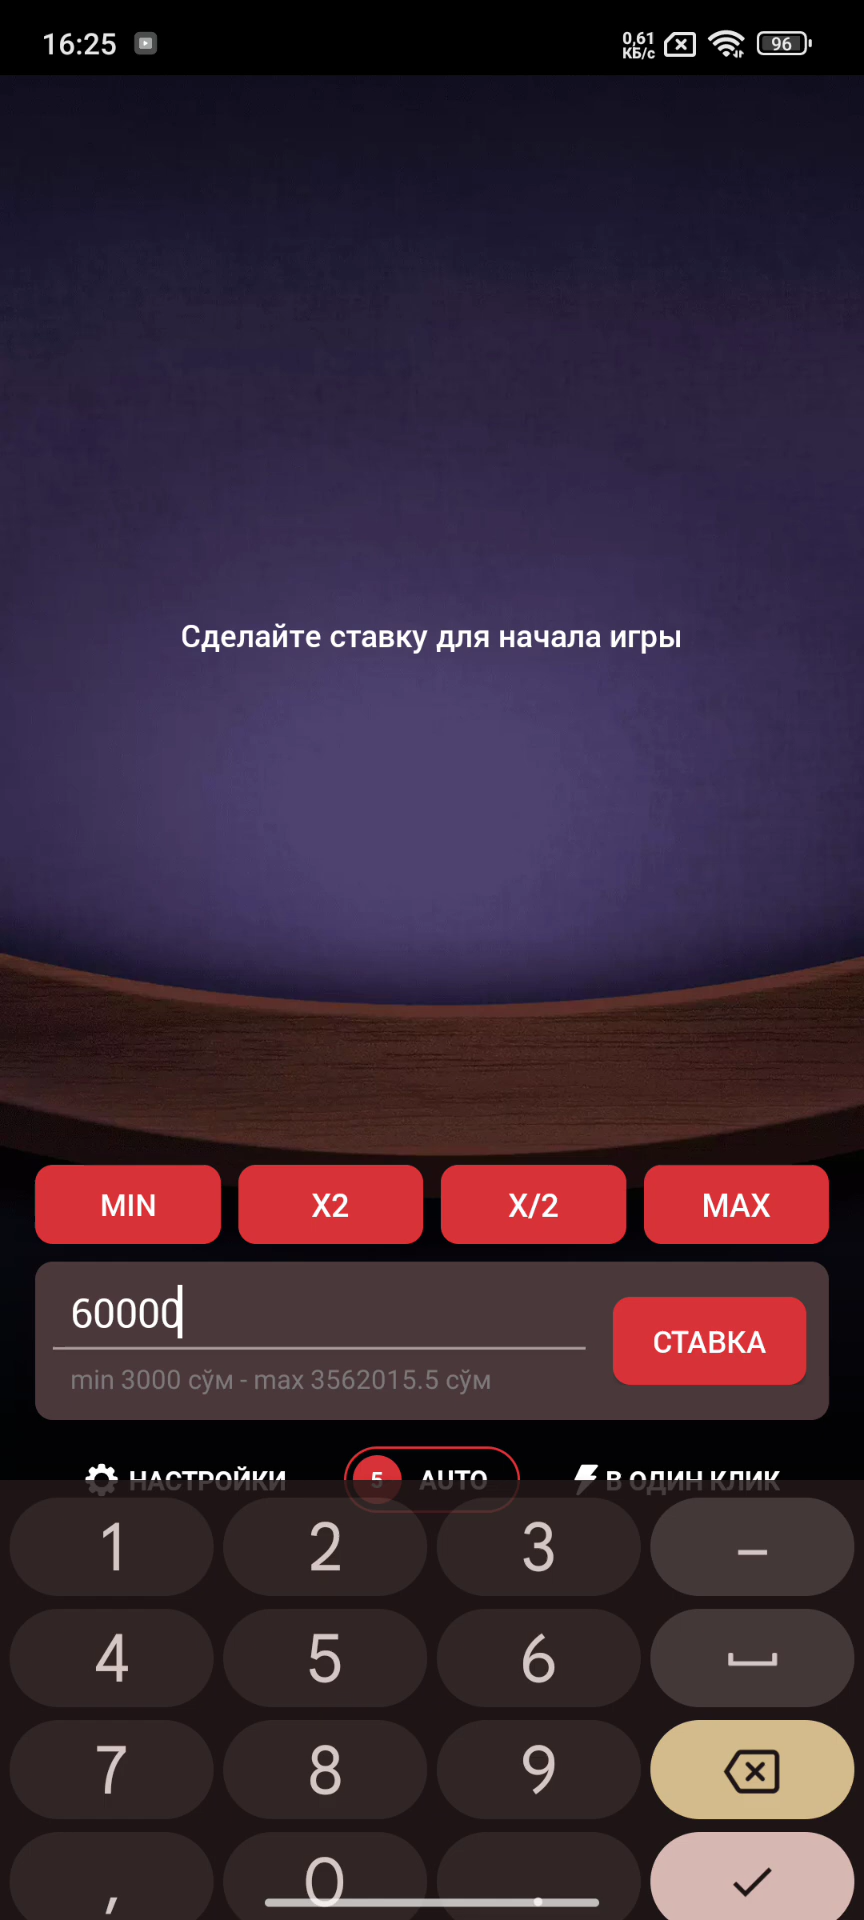 16:25
0,61
КБ/с
96
Сделайте ставку для начала игры
MIN X2 X/2 MAX
60000
СТАВКА
min 3000 сўм - max 3562015.5 сўм
НАСТРОЙКИ 5 AUTO В ОДИН КЛИК
1 2 3 –
4 5 6
7 8 9
, 0 .